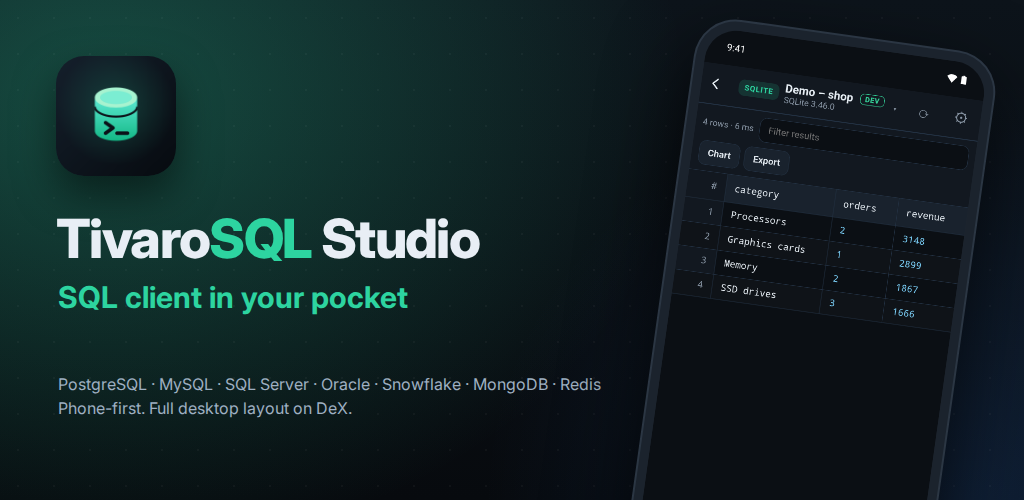 TivaroSQL Studio
SQL client in your pocket
PostgreSQL · MySQL · SQL Server · Oracle · Snowflake · MongoDB · Redis
Phone-first. Full desktop layout on DeX.
9:41
SQLITE Demo – shop DEV
SQLite 3.46.0
4 rows · 6 ms Filter results
Chart Export
# category orders revenue
1 Processors 2 3148
2 Graphics cards 1 2899
3 Memory 2 1867
4 SSD drives 3 1666